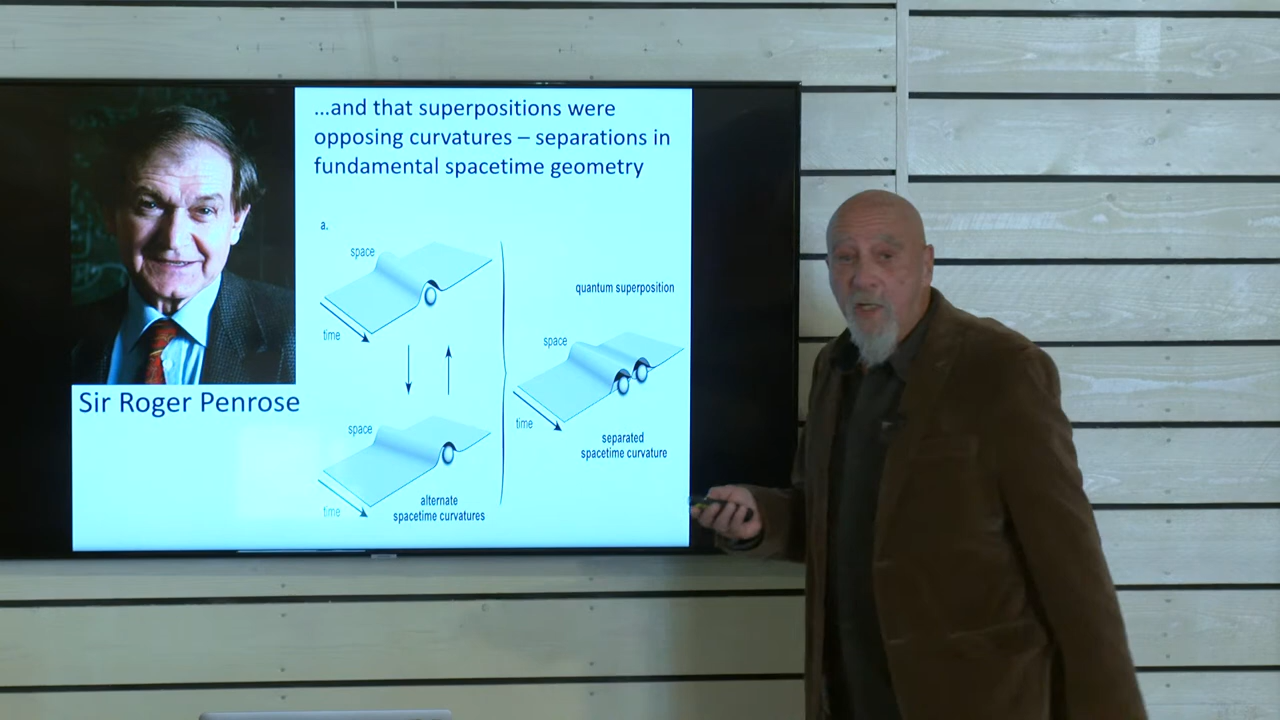 ...and that superpositions were
opposing curvatures – separations in
fundamental spacetime geometry
Sir Roger Penrose
a.
space
time
space
time
alternate
spacetime curvatures
quantum superposition
space
time
separated
spacetime curvature